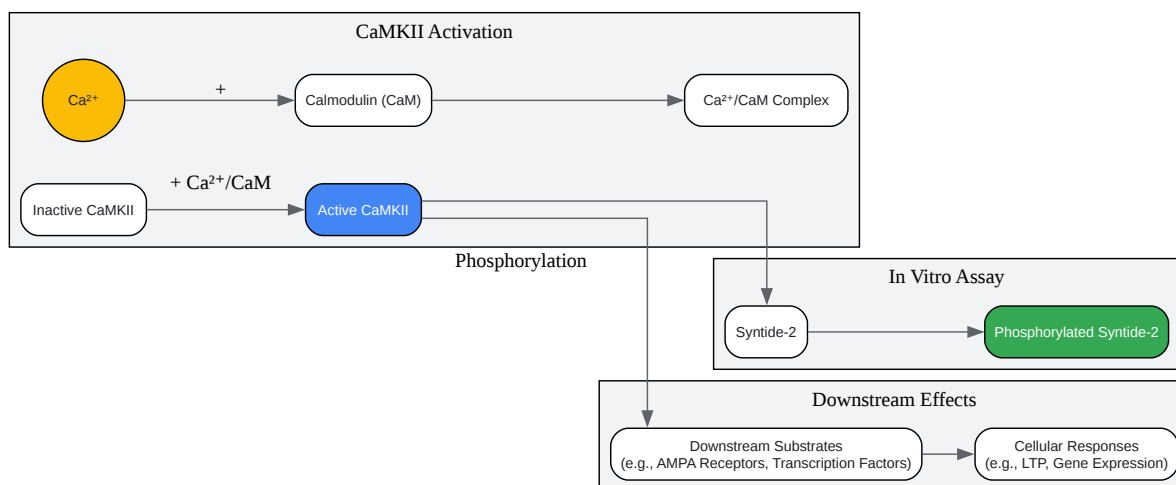 CaMKII Activation
Ca²⁺
+
Calmodulin (CaM)
Ca²⁺/CaM Complex
Inactive CaMKII
+ Ca²⁺/CaM
Active CaMKII
Phosphorylation
In Vitro Assay
Syntide-2
Phosphorylated Syntide-2
Downstream Effects
Downstream Substrates
(e.g., AMPA Receptors, Transcription Factors)
Cellular Responses
(e.g., LTP, Gene Expression)